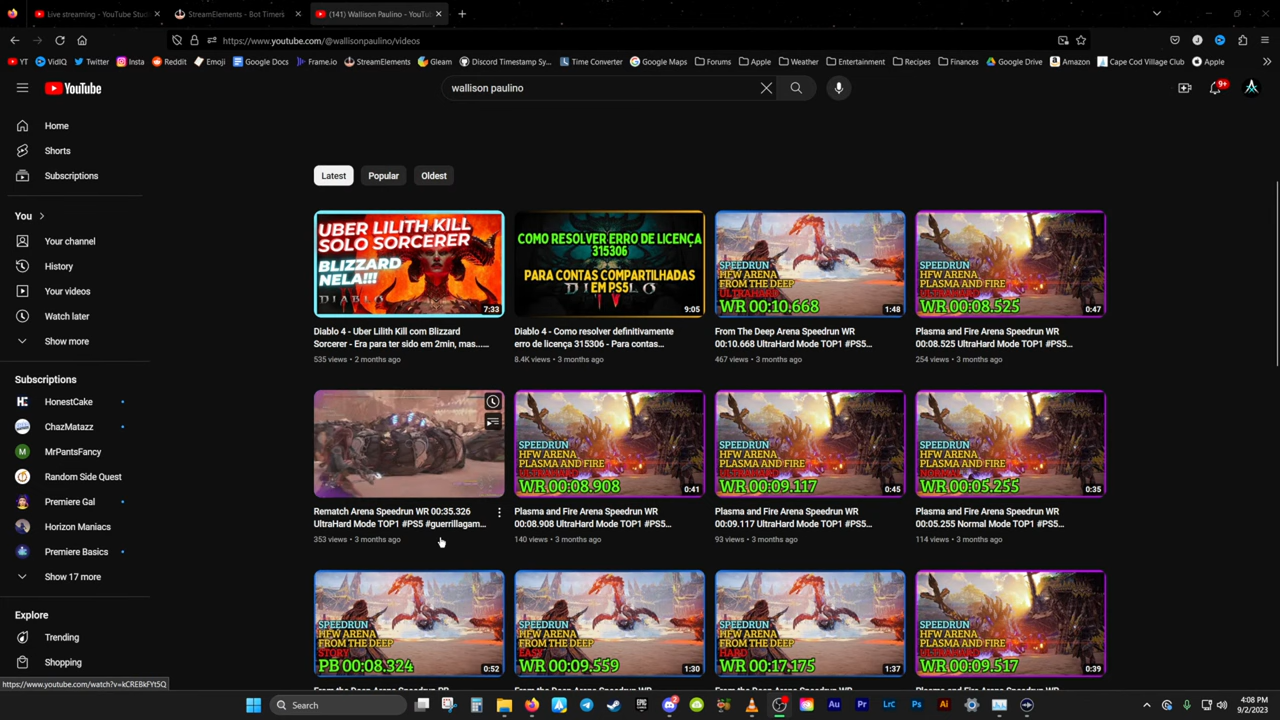 Live streaming - YouTube Stud
StreamElements - Bot Timers
(141) Wallison Paulino - YouTub
https://www.youtube.com/@wallisonpaulino/videos
YT
VidIQ
Twitter
Insta
Reddit
Emoji
Google Docs
Frame.io
StreamElements
Gleam
Discord Timestamp Sy...
Time Converter
Google Maps
Forums
Apple
Weather
Entertainment
Recipes
Finances
Google Drive
Amazon
Cape Cod Village Club
Apple
YouTube
wallison paulino
9+
Home
Shorts
Subscriptions
You
Your channel
History
Your videos
Watch later
Show more
Subscriptions
HonestCake
ChazMatazz
MrPantsFancy
Random Side Quest
Premiere Gal
Horizon Maniacs
Premiere Basics
Show 17 more
Explore
Trending
Shopping
https://www.youtube.com/watch?v=kCREBkFYt5Q
Latest
Popular
Oldest
UBER LILITH KILL
SOLO SORCERER
BLIZZARD
NELA!!!
DIABLO
7:33
Diablo 4 - Uber Lilith Kill com Blizzard
Sorcerer - Era para ter sido em 2min, mas......
535 views • 2 months ago
COMO RESOLVER ERRO DE LICENÇA
315306
PARA CONTAS COMPARTILHADAS
EM PS5!
9:05
Diablo 4 - Como resolver definitivamente
erro de licença 315306 - Para contas...
8.4K views • 3 months ago
SPEEDRUN
HFW ARENA
FROM THE DEEP
ULTRAHARD
WR 00:10.668
1:48
From The Deep Arena Speedrun WR
00:10.668 UltraHard Mode TOP1 #PS5...
467 views • 3 months ago
SPEEDRUN
HFW ARENA
PLASMA AND FIRE
ULTRAHARD
WR 00:08.525
0:47
Plasma and Fire Arena Speedrun WR
00:08.525 UltraHard Mode TOP1 #PS5...
254 views • 3 months ago
Rematch Arena Speedrun WR 00:35.326
UltraHard Mode TOP1 #PS5 #guerrillagam...
353 views • 3 months ago
SPEEDRUN
HFW ARENA
PLASMA AND FIRE
ULTRAHARD
WR 00:08.908
0:41
Plasma and Fire Arena Speedrun WR
00:08.908 UltraHard Mode TOP1 #PS5...
140 views • 3 months ago
SPEEDRUN
HFW ARENA
PLASMA AND FIRE
ULTRAHARD
WR 00:09.117
0:45
Plasma and Fire Arena Speedrun WR
00:09.117 UltraHard Mode TOP1 #PS5...
93 views • 3 months ago
SPEEDRUN
HFW ARENA
PLASMA AND FIRE
NORMAL
WR 00:05.255
0:35
Plasma and Fire Arena Speedrun WR
00:05.255 Normal Mode TOP1 #PS5...
114 views • 3 months ago
SPEEDRUN
HFW ARENA
FROM THE DEEP
STORY
PB 00:08.324
0:52
SPEEDRUN
HFW ARENA
FROM THE DEEP
EASY
WR 00:09.559
1:30
SPEEDRUN
HFW ARENA
FROM THE DEEP
HARD
WR 00:17.175
1:37
SPEEDRUN
HFW ARENA
PLASMA AND FIRE
ULTRAHARD
WR 00:09.517
0:39
Search
4:08 PM
9/2/2023